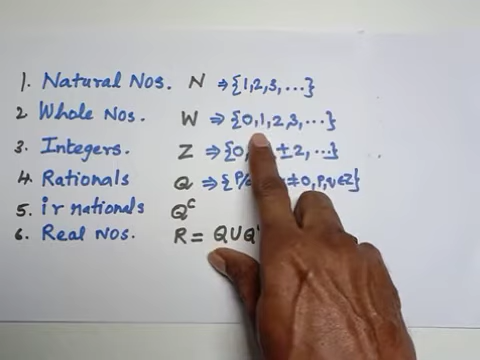 1. Natural Nos. N ⇒{1,2,3,...}
2 Whole Nos. W ⇒ {0,1,2,3,...}
3. Integers. Z ⇒{0, ±2,...}
4. Rationals Q ⇒ { P/ ≠0, P,q ∈ Z}
5. irrationals Qᶜ
6. Real Nos. R = Q∪Q